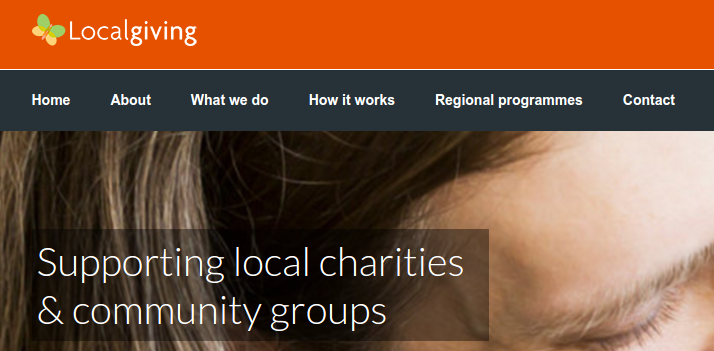 Localgiving
Home About What we do How it works Regional programmes Contact
Supporting local charities
& community groups